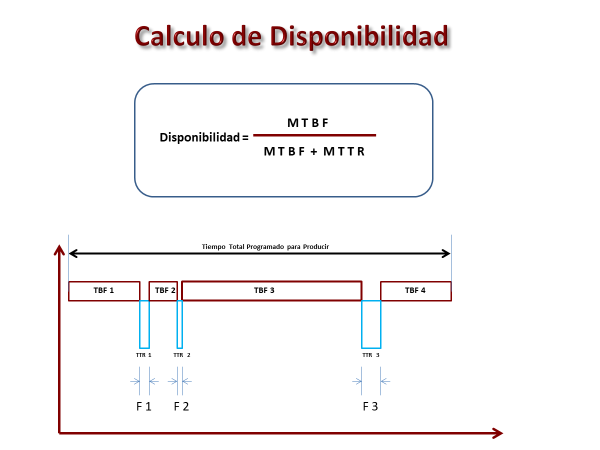 Calculo de Disponibilidad
M T B F
Disponibilidad =
M T B F + M T T R
Tiempo Total Programado para Producir
TBF 1
TBF 2
TBF 3
TBF 4
TTR 1
TTR 2
TTR 3
F 1
F 2
F 3